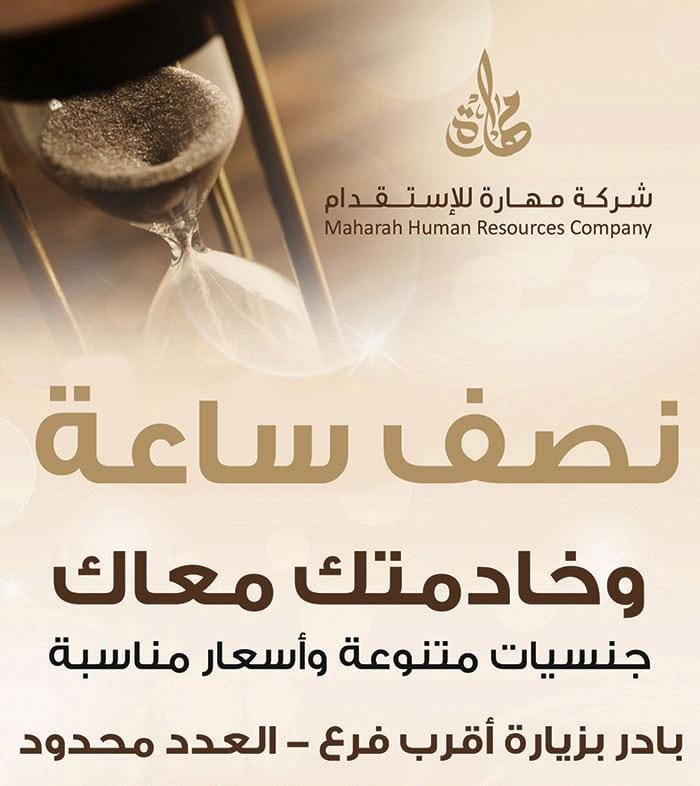 مهارة
شركة مهارة للإستقدام
Maharah Human Resources Company
نصف ساعة
وخادمتك معاك
جنسيات متنوعة وأسعار مناسبة
بادر بزيارة أقرب فرع – العدد محدود